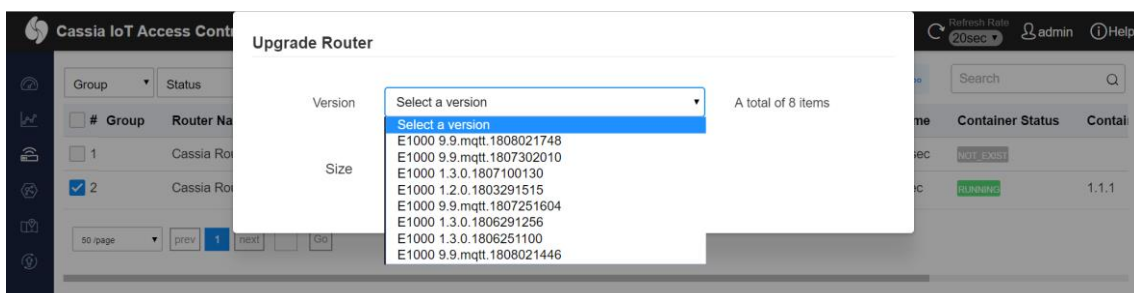 Cassia IoT Access Contr
Refresh Rate
20sec
admin
Help
Upgrade Router
Group
Status
Search
Version
Select a version
A total of 8 items
# Group
Router Na
me
Container Status
Contai
Select a version
E1000 9.9.mqtt.1808021748
E1000 9.9.mqtt.1807302010
E1000 1.3.0.1807100130
E1000 1.2.0.1803291515
E1000 9.9.mqtt.1807251604
E1000 1.3.0.1806291256
E1000 1.3.0.1806251100
E1000 9.9.mqtt.1808021446
1
Cassia Rou
Size
sec
NOT_EXIST
2
Cassia Rou
ec
RUNNING
1.1.1
50 /page
prev
1
next
Go